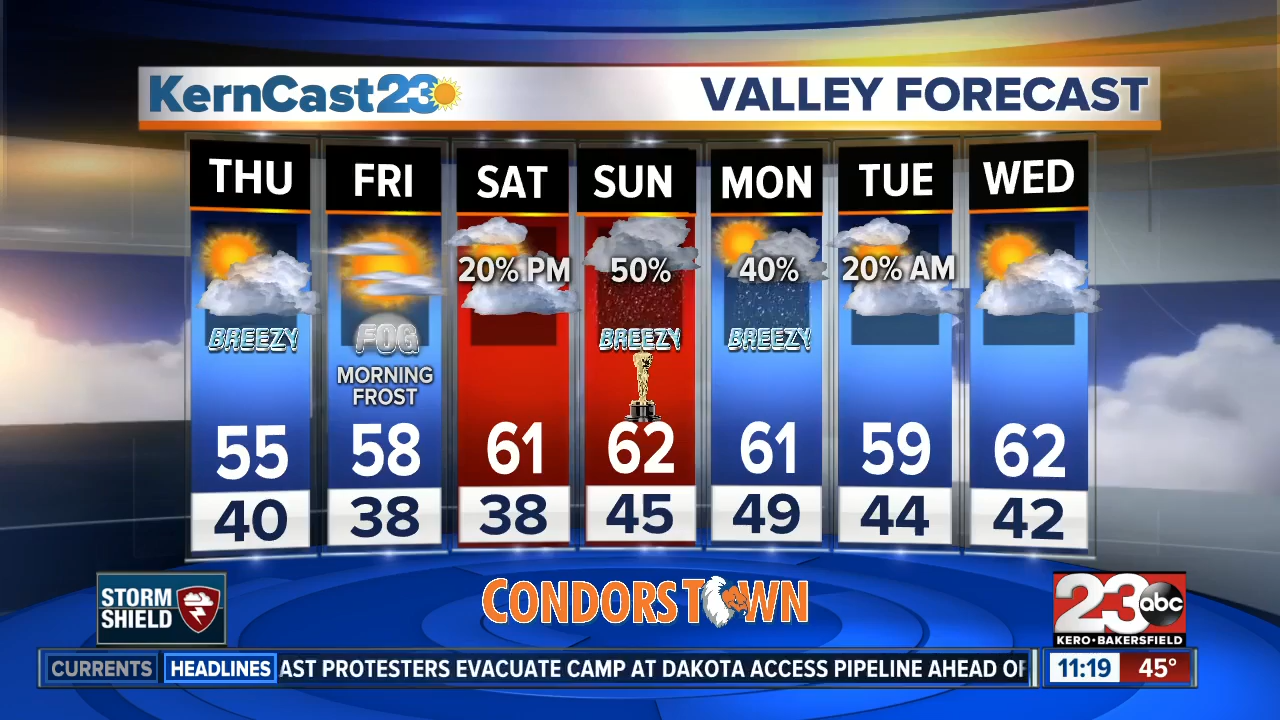 KernCast23
VALLEY FORECAST
THU FRI SAT SUN MON TUE WED
20% PM 50% 40% 20% AM
BREEZY FOG BREEZY BREEZY
MORNING
FROST
55 58 61 62 61 59 62
40 38 38 45 49 44 42
STORM
SHIELD
CONDORSTOWN
23 abc
KERO·BAKERSFIELD
CURRENTS HEADLINES AST PROTESTERS EVACUATE CAMP AT DAKOTA ACCESS PIPELINE AHEAD OF 11:19 45°